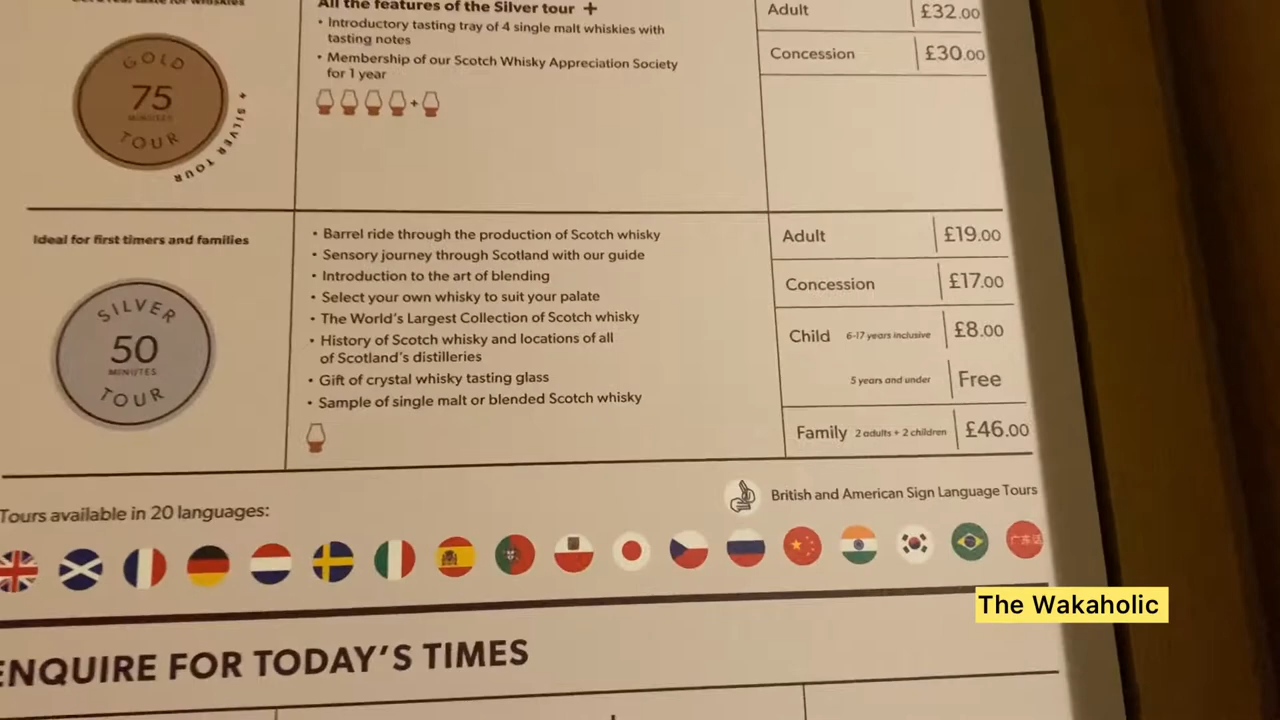 All the features of the Silver tour +
• Introductory tasting tray of 4 single malt whiskies with
tasting notes
• Membership of our Scotch Whisky Appreciation Society
for 1 year
+
GOLD
75
MINUTES
TOUR
+ SILVER TOUR
Adult £32.00
Concession £30.00
Ideal for first timers and families
SILVER
50
MINUTES
TOUR
• Barrel ride through the production of Scotch whisky
• Sensory journey through Scotland with our guide
• Introduction to the art of blending
• Select your own whisky to suit your palate
• The World's Largest Collection of Scotch whisky
• History of Scotch whisky and locations of all
of Scotland's distilleries
• Gift of crystal whisky tasting glass
• Sample of single malt or blended Scotch whisky
Adult £19.00
Concession £17.00
Child 6-17 years inclusive £8.00
5 years and under Free
Family 2 adults + 2 children £46.00
British and American Sign Language Tours
Tours available in 20 languages:
广东话
The Wakaholic
ENQUIRE FOR TODAY'S TIMES